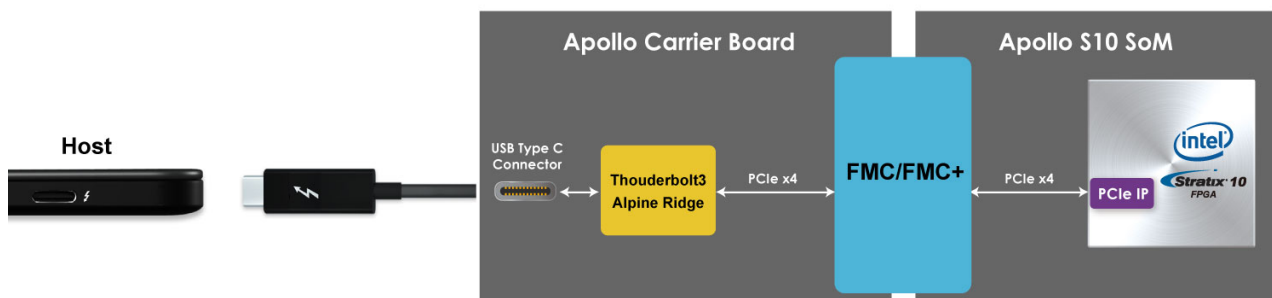 Apollo Carrier Board
Apollo S10 SoM
Host
USB Type C
Connector
Thouderbolt3
Alpine Ridge
PCIe x4
FMC/FMC+
PCIe x4
PCIe IP
intel
Stratix 10
FPGA